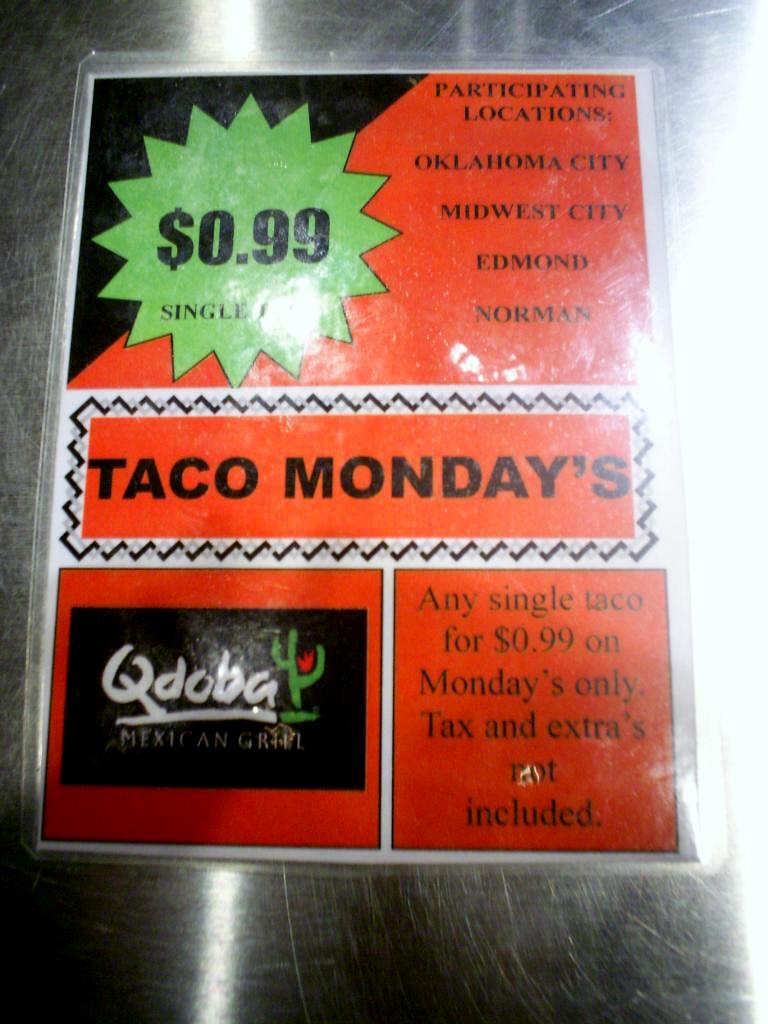 PARTICIPATING
LOCATIONS:
OKLAHOMA CITY
MIDWEST CITY
EDMOND
NORMAN
$0.99
SINGLE
TACO MONDAY'S
Qdoba
MEXICAN GRILL
Any single taco
for $0.99 on
Monday's only.
Tax and extra's
not
included.